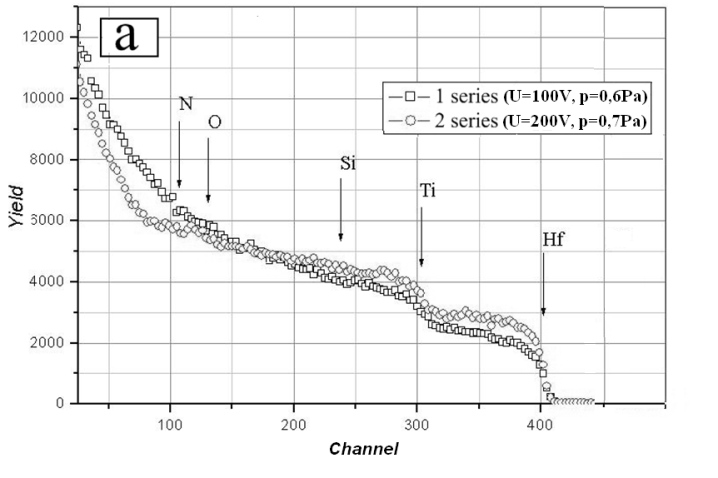 a
12000
10000
8000
6000
4000
2000
0
Yield
N
O
Si
Ti
Hf
1 series (U=100V, p=0,6Pa)
2 series (U=200V, p=0,7Pa)
100 200 300 400
Channel